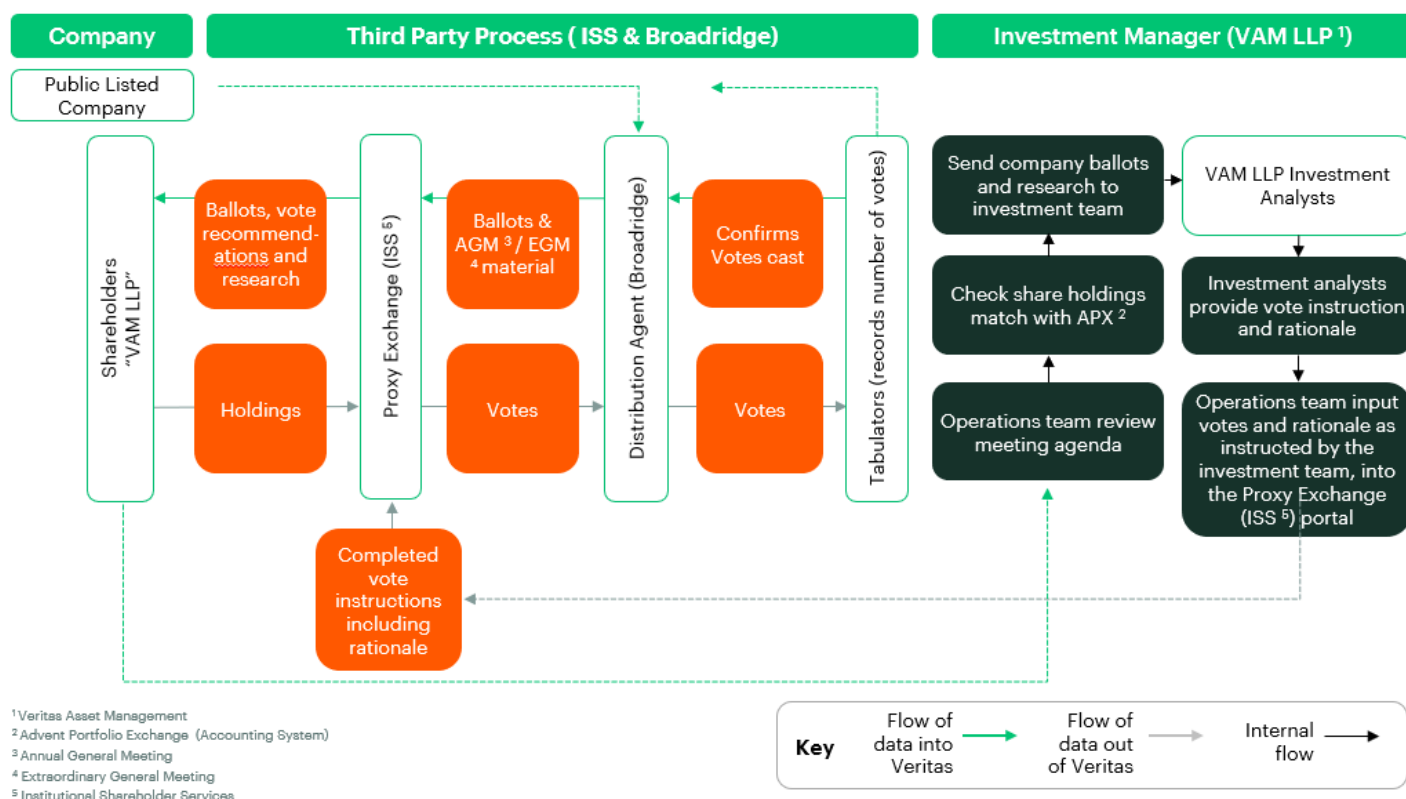 Company
Third Party Process ( ISS & Broadridge)
Investment Manager (VAM LLP ¹)
Public Listed
Company
Shareholders
“VAM LLP”
Ballots, vote
recommend-
ations and
research
Holdings
Proxy Exchange (ISS ⁵)
Ballots &
AGM ³ / EGM
⁴ material
Votes
Distribution Agent (Broadridge)
Confirms
Votes cast
Votes
Tabulators (records number of votes)
Completed
vote
instructions
including
rationale
Send company ballots
and research to
investment team
Check share holdings
match with APX ²
Operations team review
meeting agenda
VAM LLP Investment
Analysts
Investment analysts
provide vote instruction
and rationale
Operations team input
votes and rationale as
instructed by the
investment team, into
the Proxy Exchange
(ISS ⁵) portal
¹ Veritas Asset Management
² Advent Portfolio Exchange (Accounting System)
³ Annual General Meeting
⁴ Extraordinary General Meeting
⁵ Institutional Shareholder Services
Key
Flow of
data into
Veritas
Flow of
data out
of Veritas
Internal
flow